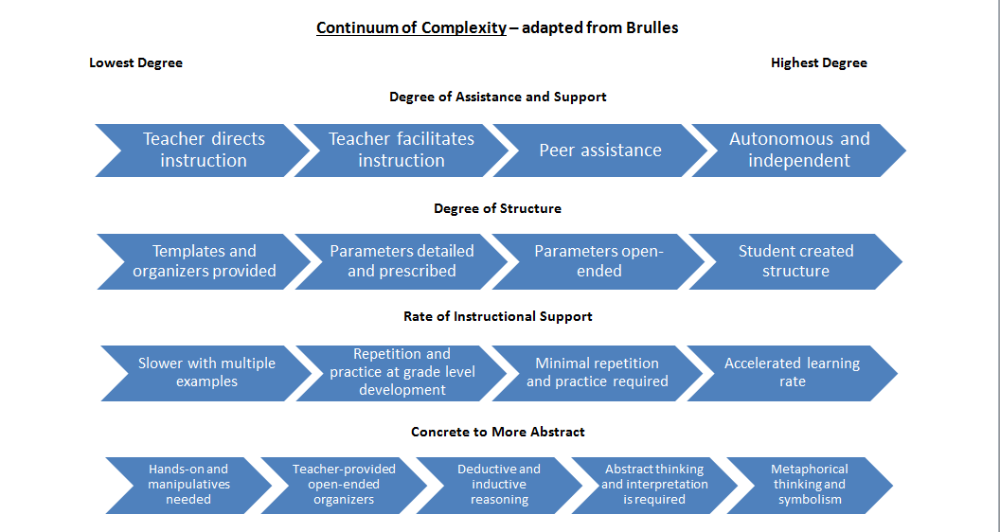 Continuum of Complexity – adapted from Brulles
Lowest Degree
Highest Degree
Degree of Assistance and Support
Teacher directs
instruction
Teacher facilitates
instruction
Peer assistance
Autonomous and
independent
Degree of Structure
Templates and
organizers provided
Parameters detailed
and prescribed
Parameters open-
ended
Student created
structure
Rate of Instructional Support
Slower with multiple
examples
Repetition and
practice at grade level
development
Minimal repetition
and practice required
Accelerated learning
rate
Concrete to More Abstract
Hands-on and
manipulatives
needed
Teacher-provided
open-ended
organizers
Deductive and
inductive
reasoning
Abstract thinking
and interpretation
is required
Metaphorical
thinking and
symbolism